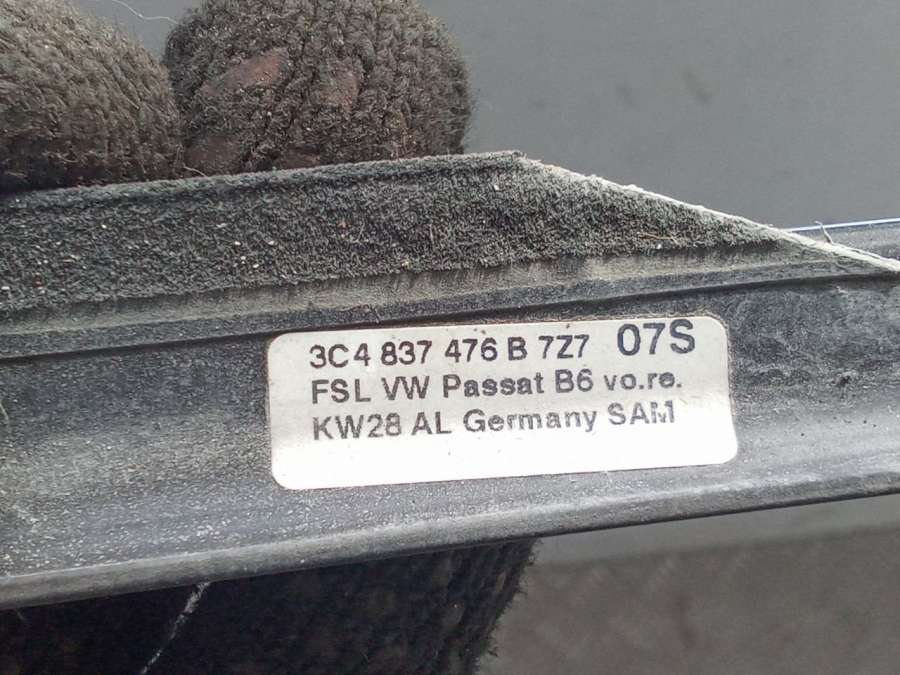 3C4 837 476 B 7Z7 07S
FSL VW Passat B6 vo.re.
KW28 AL Germany SAM